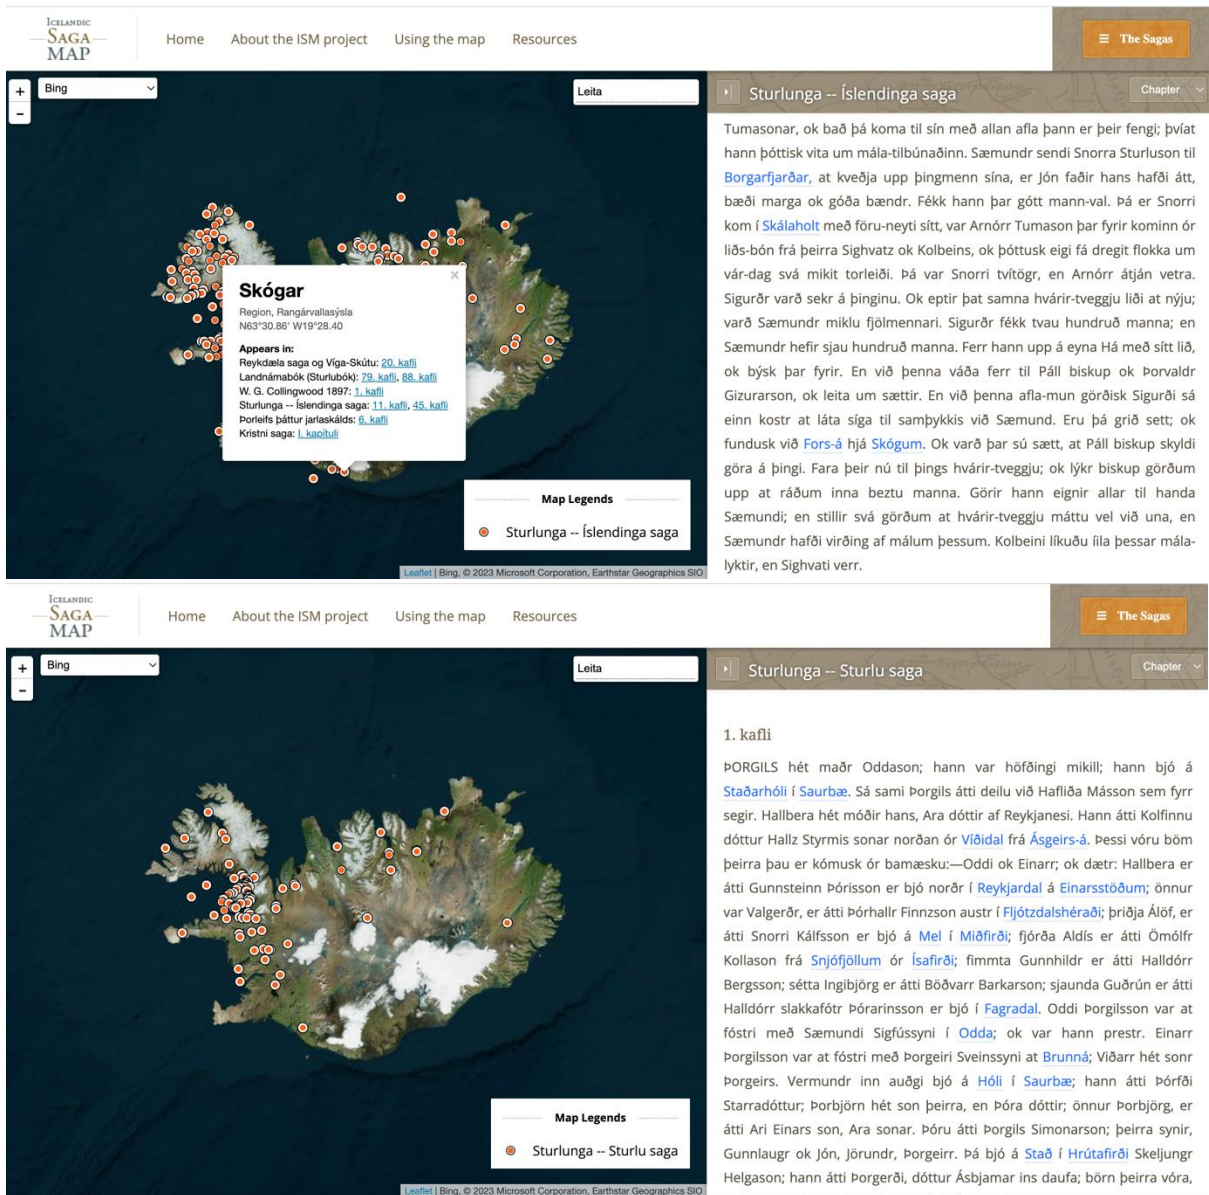 ICELANDIC
SAGA
MAP
Home
About the ISM project
Using the map
Resources
≡ The Sagas
+
-
Bing
Leita
Sturlunga -- Íslendinga saga
Chapter
×
Skógar
Region, Rangárvallasýsla
N63°30.86' W19°28.40
Appears in:
Reykdæla saga og Víga-Skútu: 20. kafli
Landnámabók (Sturlubók): 79. kafli, 88. kafli
W. G. Collingwood 1897: 1. kafli
Sturlunga -- Íslendinga saga: 11. kafli, 45. kafli
Þorleifs þáttur jarlaskálds: 6. kafli
Kristni saga: I. kapítuli
Map Legends
Sturlunga -- Íslendinga saga
Leaflet | Bing, © 2023 Microsoft Corporation, Earthstar Geographics SIO
Tumasonar, ok bað þá koma til sín með allan afla þann er þeir fengi; þvíat
hann þóttisk vita um mála-tilbúnaðinn. Sæmundr sendi Snorra Sturluson til
Borgarfjarðar, at kveðja upp þingmenn sína, er Jón faðir hans hafði átt,
bæði marga ok góða bændr. Fékk hann þar gótt mann-val. Þá er Snorri
kom í Skálaholt með föru-neyti sítt, var Arnórr Tumason þar fyrir kominn ór
liðs-bón frá þeirra Sighvatz ok Kolbeins, ok þóttusk eigi fá dregit flokka um
vár-dag svá mikit torleiði. Þá var Snorri tvítögr, en Arnórr átján vetra.
Sigurðr varð sekr á þinginu. Ok eptir þat samna hvárir-tveggju liði at nýju;
varð Sæmundr miklu fjölmennari. Sigurðr fékk tvau hundruð manna; en
Sæmundr hefir sjau hundruð manna. Ferr hann upp á eyna Há með sítt lið,
ok býsk þar fyrir. En við þenna váða ferr til Páll biskup ok Þorvaldr
Gizurarson, ok leita um sættir. En við þenna afla-mun görðisk Sigurði sá
einn kostr at láta síga til samþykkis við Sæmund. Eru þá grið sett; ok
fundusk við Fors-á hjá Skógum. Ok varð þar sú sætt, at Páll biskup skyldi
göra á þingi. Fara þeir nú til þings hvárir-tveggju; ok lýkr biskup görðum
upp at ráðum inna beztu manna. Görir hann eignir allar til handa
Sæmundi; en stillir svá görðum at hvárir-tveggju máttu vel við una, en
Sæmundr hafði virðing af málum þessum. Kolbeini líkuðu íila þessar mála-
lyktir, en Sighvati verr.
ICELANDIC
SAGA
MAP
Home
About the ISM project
Using the map
Resources
≡ The Sagas
+
-
Bing
Leita
Sturlunga -- Sturlu saga
Chapter
Map Legends
Sturlunga -- Sturlu saga
Leaflet | Bing, © 2023 Microsoft Corporation, Earthstar Geographics SIO
1. kafli
ÞORGILS hét maðr Oddason; hann var höfðingi mikill; hann bjó á
Staðarhóli í Saurbæ. Sá sami Þorgils átti deilu við Hafliða Másson sem fyrr
segir. Hallbera hét móðir hans, Ara dóttir af Reykjanesi. Hann átti Kolfinnu
dóttur Hallz Styrmis sonar norðan ór Víðidal frá Ásgeirs-á. Þessi vóru böm
þeirra þau er kómusk ór bamæsku:—Oddi ok Einarr; ok dætr: Hallbera er
átti Gunnsteinn Þórisson er bjó norðr í Reykjardal á Einarsstöðum; önnur
var Valgerðr, er átti Þórhallr Finnzson austr í Fljótzdalshéraði; þriðja Álöf, er
átti Snorri Kálfsson er bjó á Mel í Miðfirði; fjórða Aldís er átti Ömólfr
Kollason frá Snjófjöllum ór Ísafirði; fimmta Gunnhildr er átti Halldórr
Bergsson; sétta Ingibjörg er átti Böðvarr Barkarson; sjaunda Guðrún er átti
Halldórr slakkafótr Þórarinsson er bjó í Fagradal. Oddi Þorgilsson var at
fóstri með Sæmundi Sigfússyni í Odda; ok var hann prestr. Einarr
Þorgilsson var at fóstri með Þorgeiri Sveinssyni at Brunná; Viðarr hét sonr
Þorgeirs. Vermundr inn auðgi bjó á Hóli í Saurbæ; hann átti Þórfði
Starradóttur; Þorbjörn hét son þeirra, en Þóra dóttir; önnur Þorbjörg, er
átti Ari Einars son, Ara sonar. Þóru átti Þorgils Simonarson; þeirra synir,
Gunnlaugr ok Jón, Jörundr, Þorgeirr. Þá bjó á Stað í Hrútafirði Skeljungr
Helgason; hann átti Þorgerði, dóttur Ásbjamar ins daufa; börn þeirra vóra,